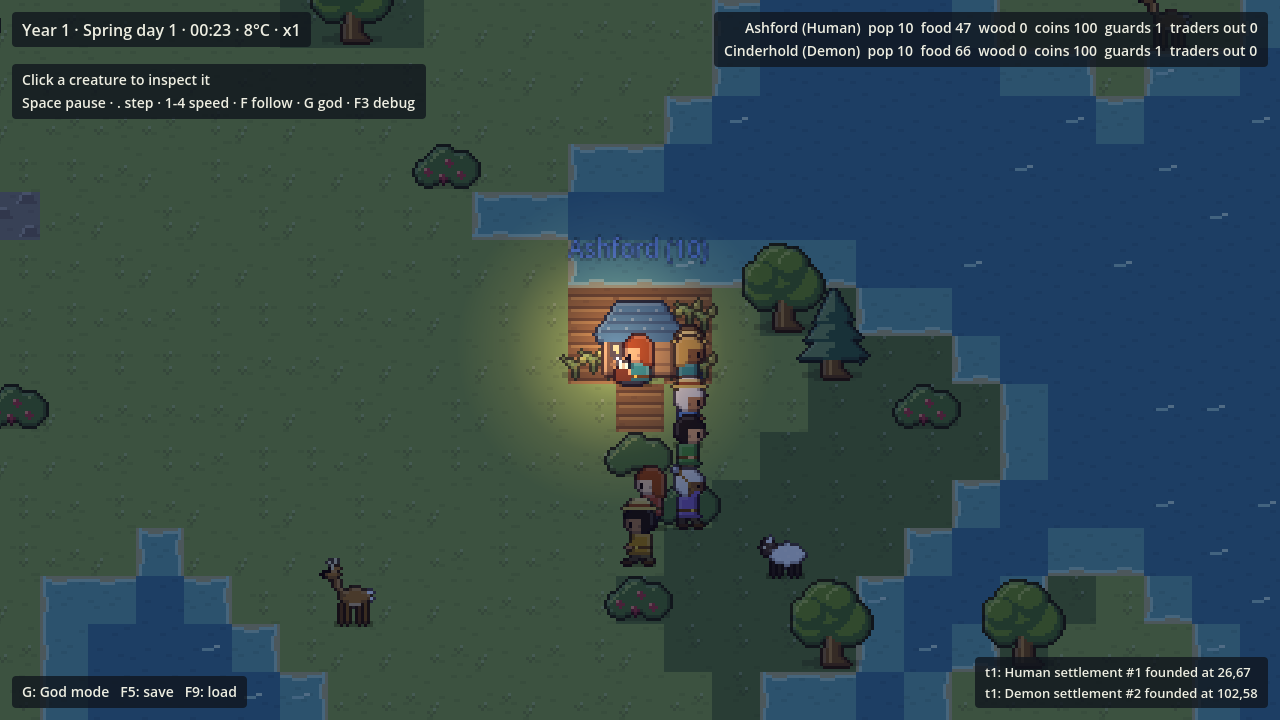 Year 1 · Spring day 1 · 00:23 · 8°C · x1
Ashford (Human) pop 10 food 47 wood 0 coins 100 guards 1 traders out 0
Cinderhold (Demon) pop 10 food 66 wood 0 coins 100 guards 1 traders out 0
Click a creature to inspect it
Space pause · . step · 1-4 speed · F follow · G god · F3 debug
Ashford (10)
G: God mode F5: save F9: load
t1: Human settlement #1 founded at 26,67
t1: Demon settlement #2 founded at 102,58